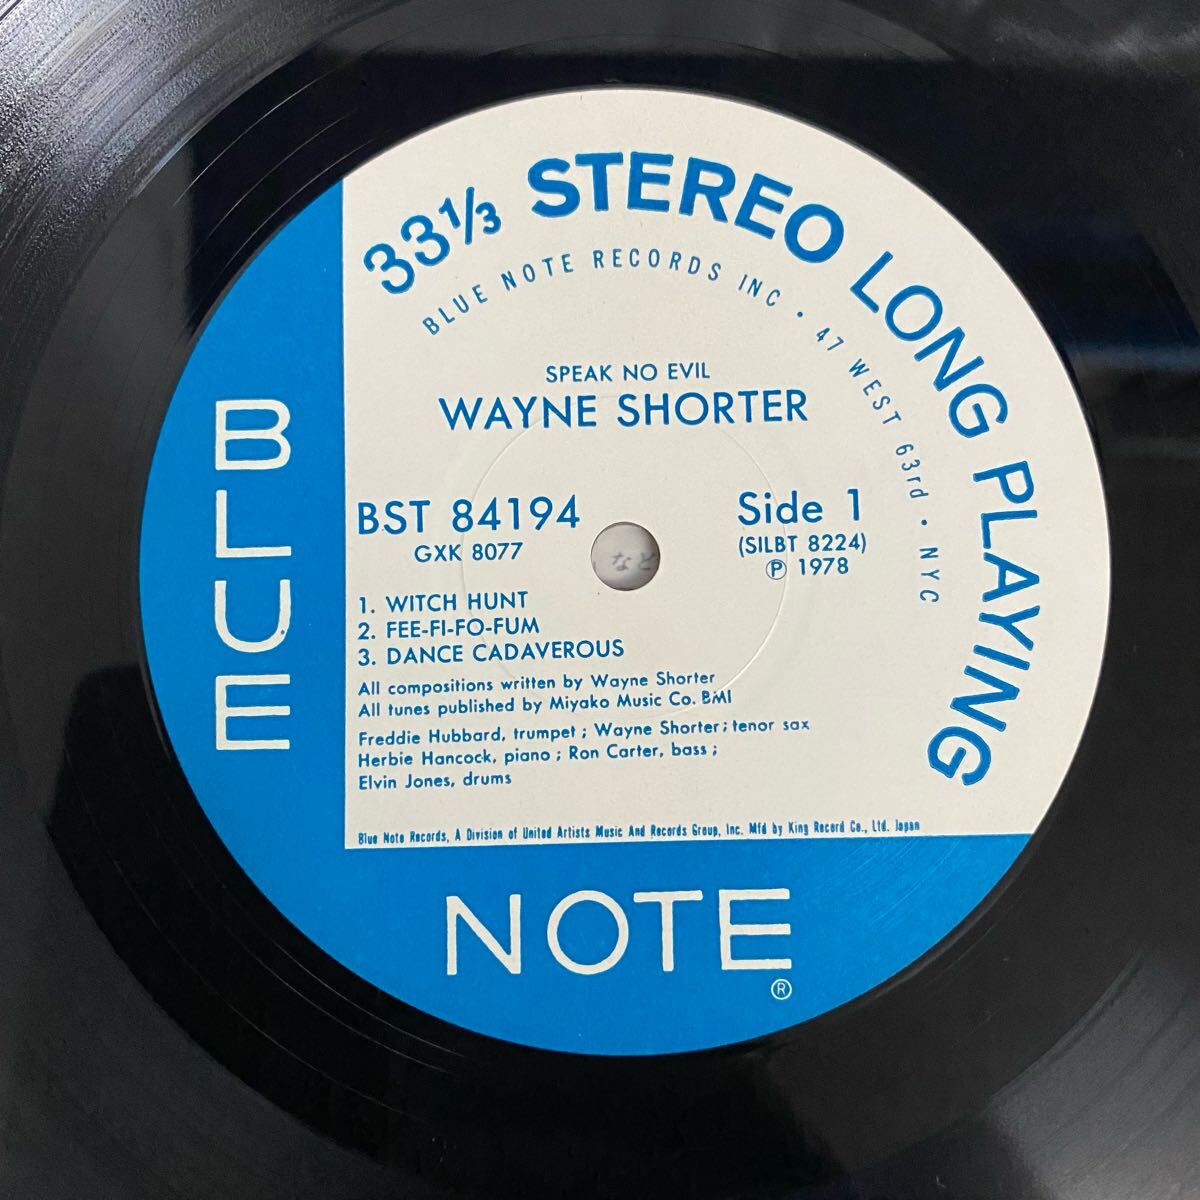 33⅓ STEREO LONG PLAYING
BLUE NOTE RECORDS INC · 47 WEST 63rd · NYC
SPEAK NO EVIL
WAYNE SHORTER
BST 84194
GXK 8077
Side 1
(SILBT 8224)
Ⓟ 1978
など
1. WITCH HUNT
2. FEE-FI-FO-FUM
3. DANCE CADAVEROUS
All compositions written by Wayne Shorter
All tunes published by Miyako Music Co. BMI
Freddie Hubbard, trumpet ; Wayne Shorter ; tenor sax
Herbie Hancock, piano ; Ron Carter, bass ;
Elvin Jones, drums
Blue Note Records, A Division of United Artists Music And Records Group, Inc. Mfd by King Record Co., Ltd. Japan
BLUE
NOTE
®